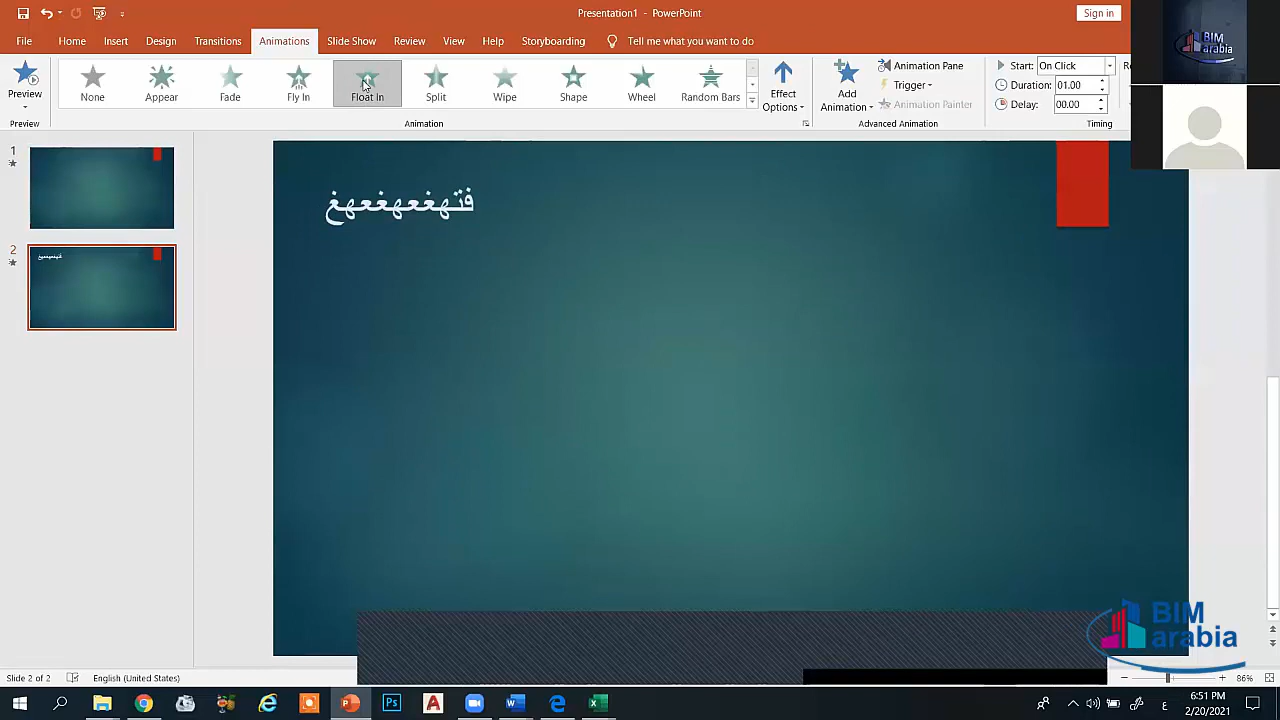 Presentation1 - PowerPoint
Sign in
File
Home
Insert
Design
Transitions
Animations
Slide Show
Review
View
Help
Storyboarding
Tell me what you want to do
Preview
None
Appear
Fade
Fly In
Float In
Split
Wipe
Shape
Wheel
Random Bars
Effect
Options
Add
Animation
Animation Pane
Trigger
Animation Painter
Start: On Click
Duration: 01.00
Delay: 00.00
Preview
Animation
Advanced Animation
Timing
BIM
arabia
1
2
فتهغعهغعهغ
BIM
arabia
Slide 2 of 2
English (United States)
86%
6:51 PM
2/20/2021